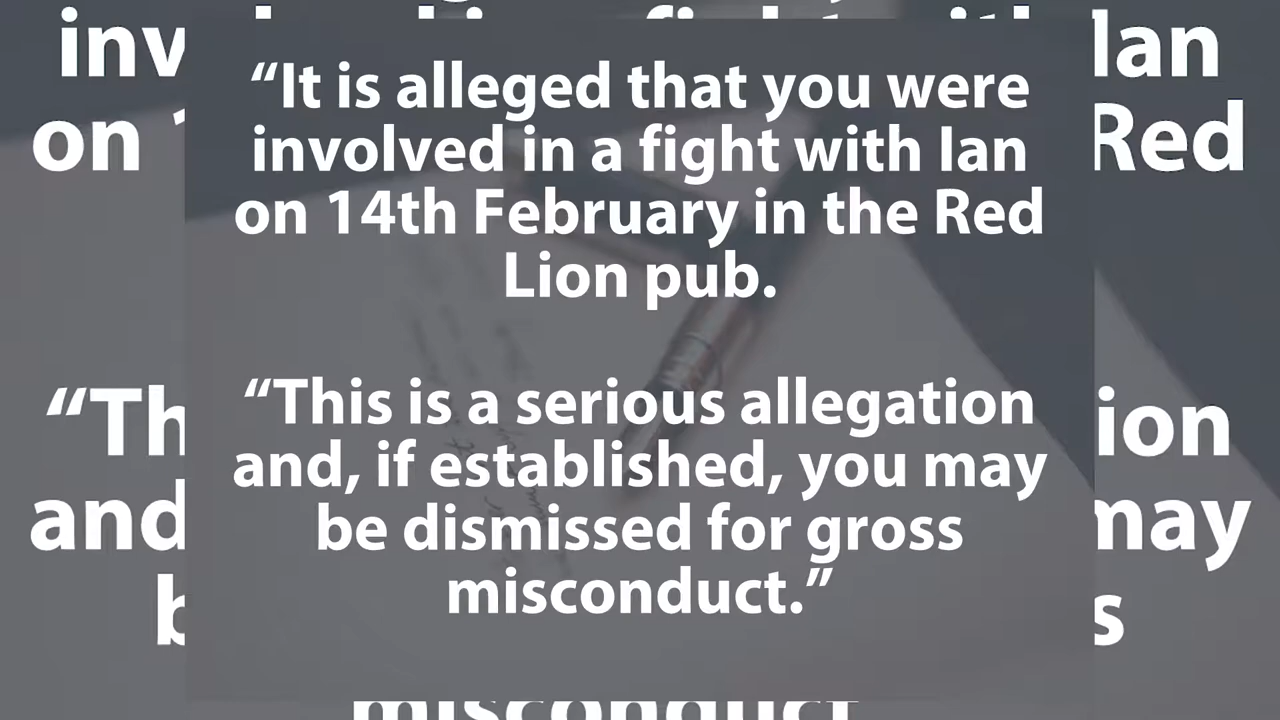 “It is alleged that you were
involved in a fight with Ian
on 14th February in the Red
Lion pub.
“This is a serious allegation
and, if established, you may
be dismissed for gross
misconduct.”